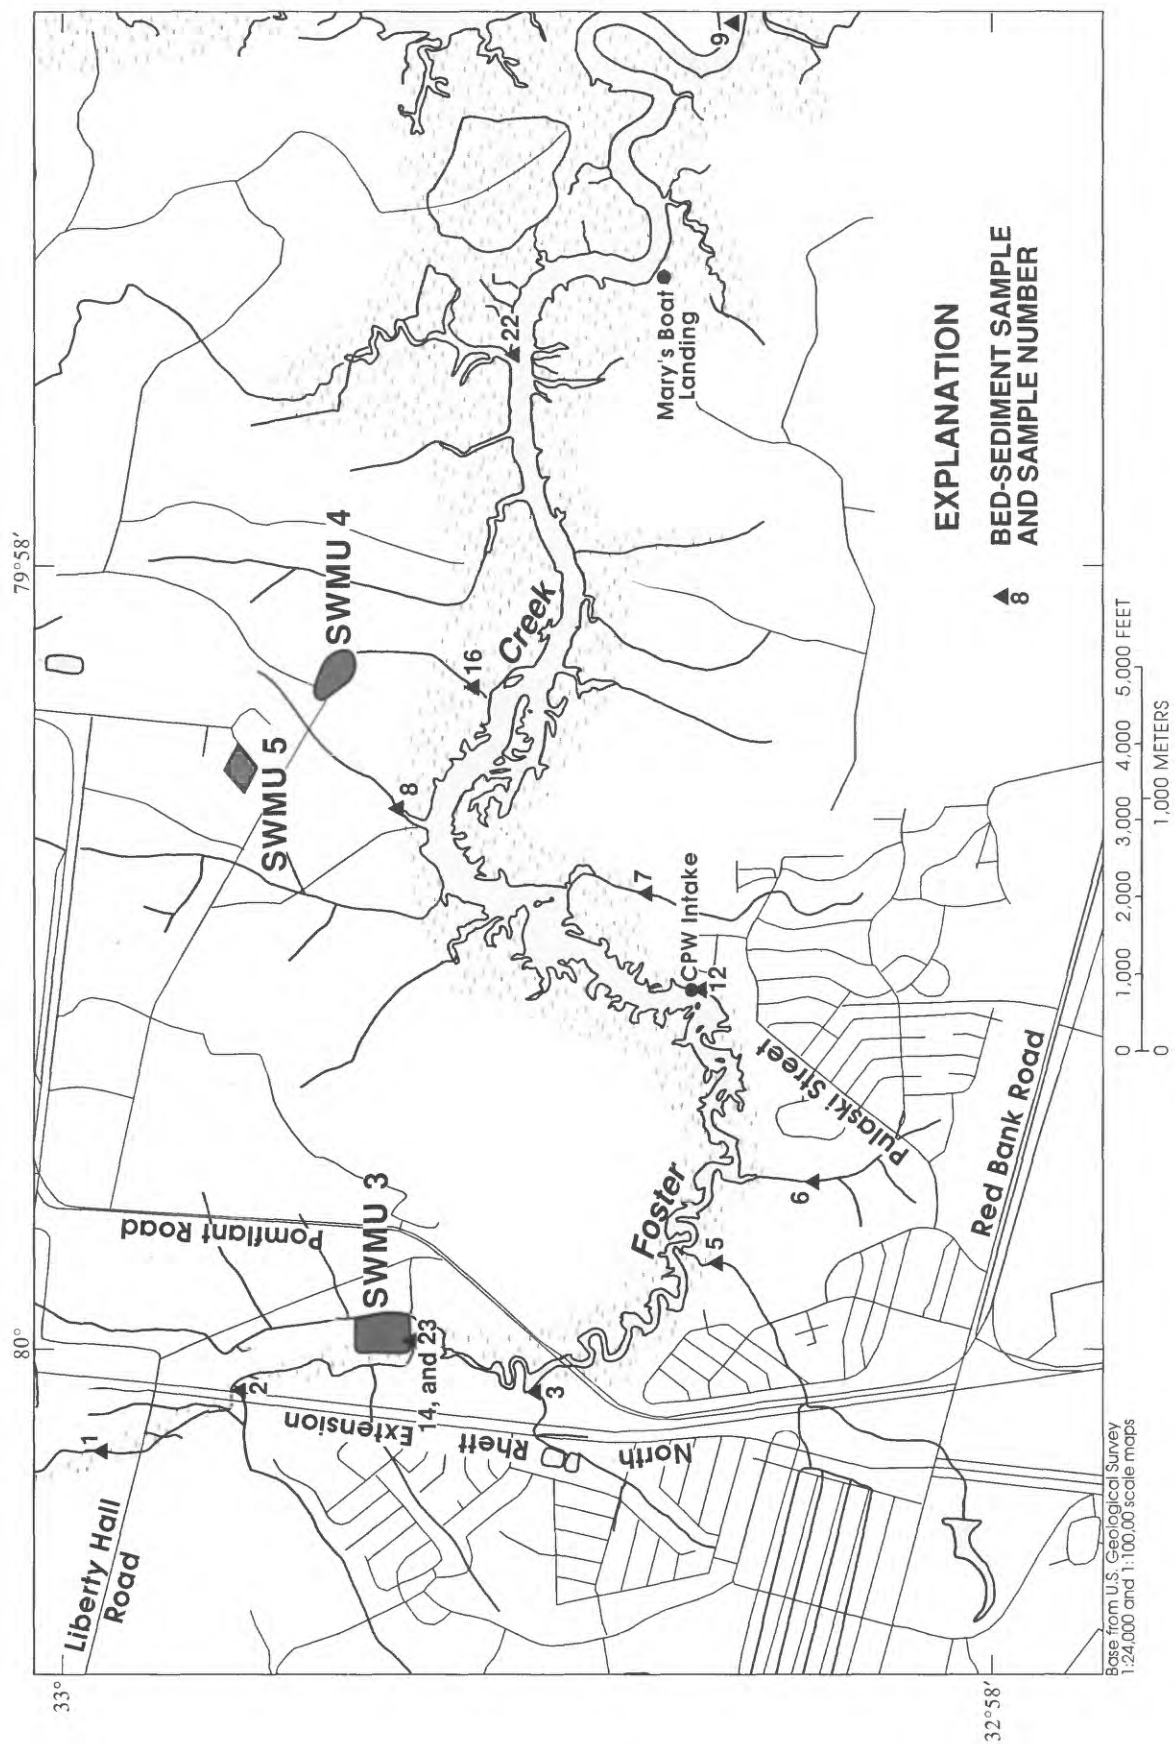 33°
32°58'
80°
79°58'
Liberty Hall
Road
1
2
Pomflant Road
SWMU 3
14, and 23
Extension
Rhett
North
3
Foster
5
6
Pulaski Street
Red Bank Road
SWMU 5
SWMU 4
8
16
Creek
7
CPW Intake
12
22
Mary's Boat
Landing
9
EXPLANATION
8
BED-SEDIMENT SAMPLE
AND SAMPLE NUMBER
0 1,000 2,000 3,000 4,000 5,000 FEET
0 1,000 METERS
Base from U.S. Geological Survey
1:24,000 and 1:100,00 scale maps